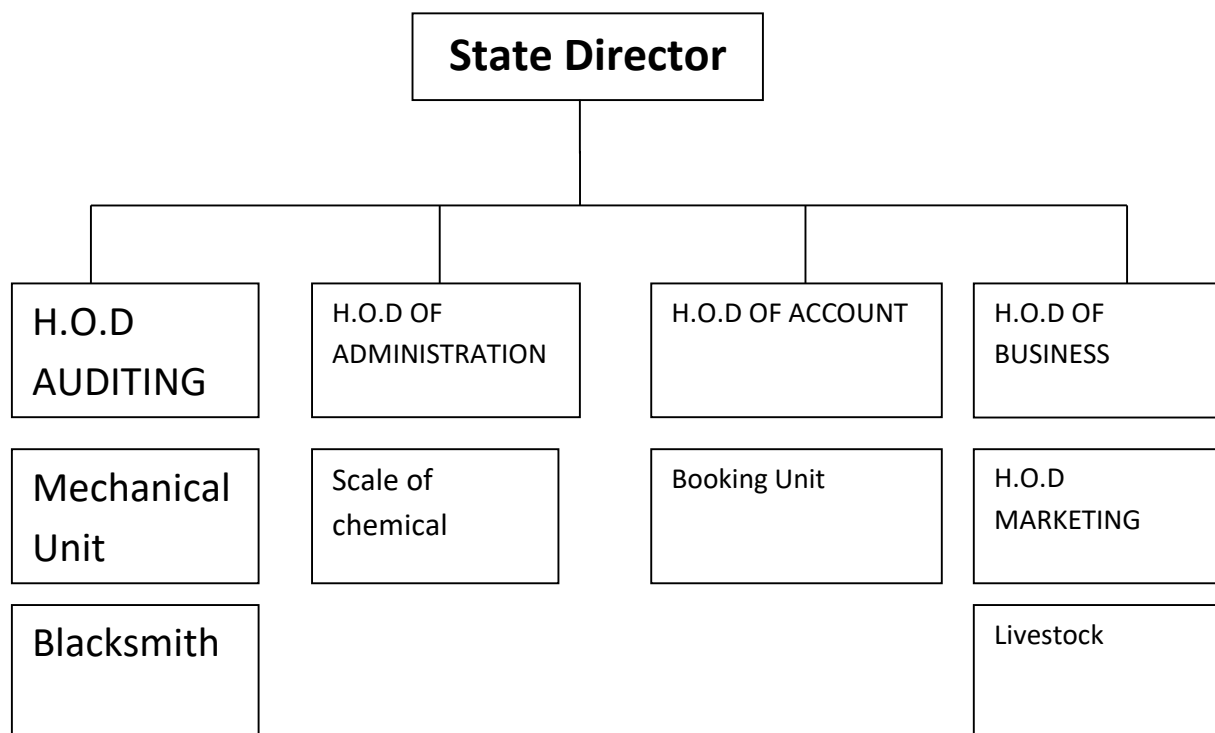 State Director
H.O.D
AUDITING
H.O.D OF
ADMINISTRATION
H.O.D OF ACCOUNT
H.O.D OF
BUSINESS
Mechanical
Unit
Scale of
chemical
Booking Unit
H.O.D
MARKETING
Blacksmith
Livestock